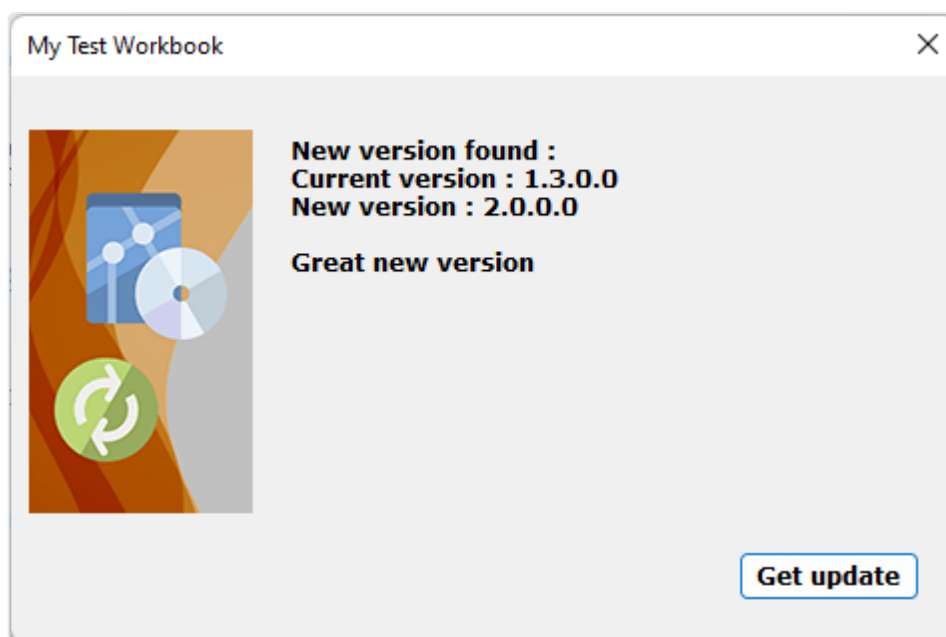 My Test Workbook
New version found :
Current version : 1.3.0.0
New version : 2.0.0.0
Great new version
Get update